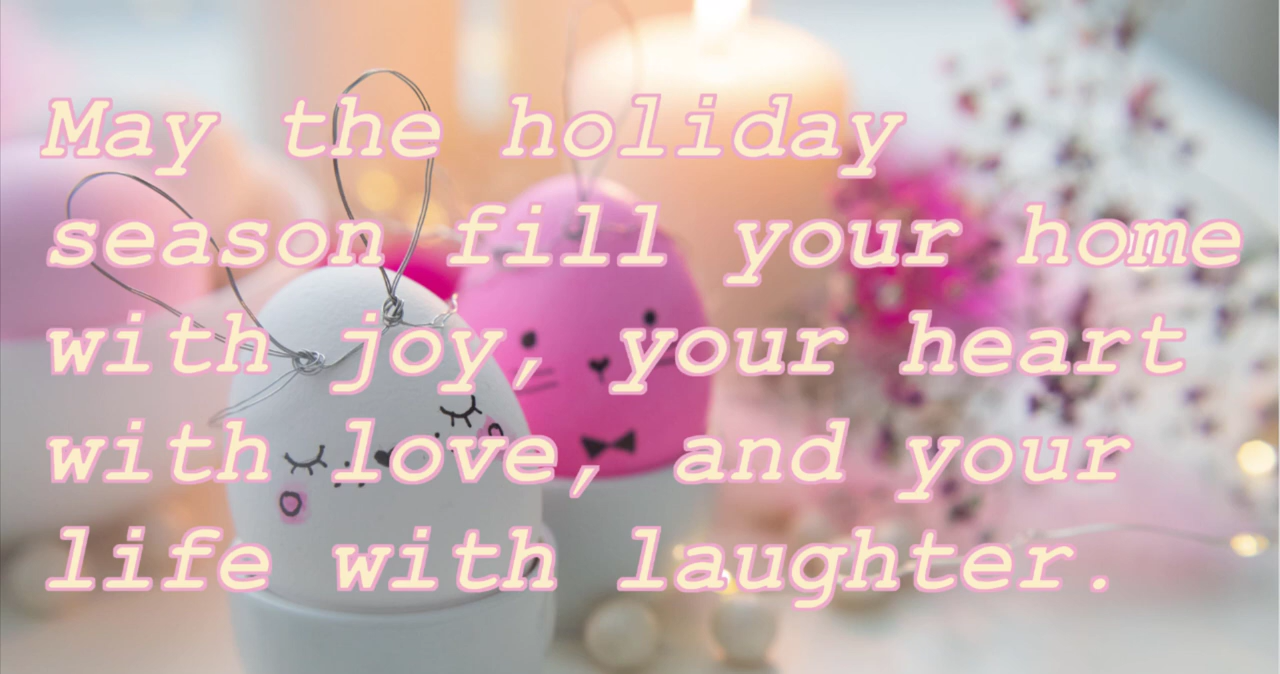 May the holiday
season fill your home
with joy, your heart
with love, and your
life with laughter.